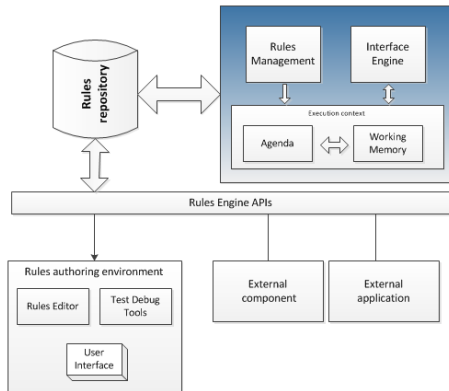 Rules
repository
Rules
Management
Interface
Engine
Execution context
Agenda
Working
Memory
Rules Engine APIs
Rules authoring environment
Rules Editor
Test Debug
Tools
User
Interface
External
component
External
application